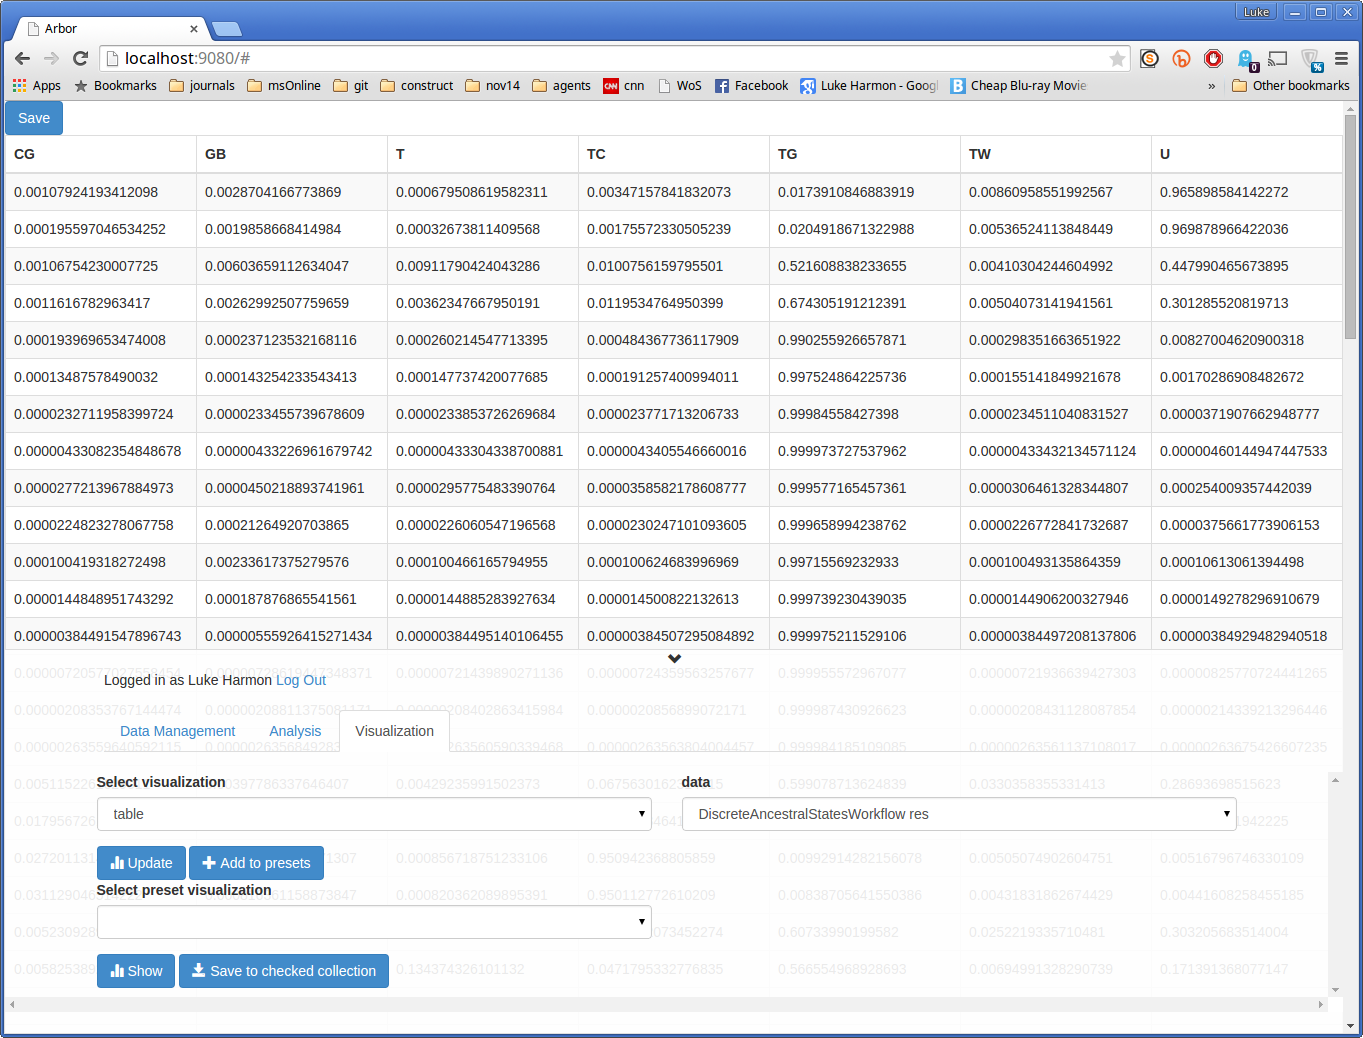 Luke
Arbor
localhost:9080/#
Apps Bookmarks journals msOnline git construct nov14 agents cnn WoS Facebook Luke Harmon - Goog Cheap Blu-ray Movie » Other bookmarks
Save
CG GB T TC TG TW U
0.00107924193412098 0.0028704166773869 0.000679508619582311 0.00347157841832073 0.0173910846883919 0.00860958551992567 0.965898584142272
0.000195597046534252 0.0019858668414984 0.00032673811409568 0.00175572330505239 0.0204918671322988 0.00536524113848449 0.969878966422036
0.00106754230007725 0.00603659112634047 0.00911790424043286 0.0100756159795501 0.521608838233655 0.00410304244604992 0.447990465673895
0.0011616782963417 0.00262992507759659 0.00362347667950191 0.0119534764950399 0.674305191212391 0.00504073141941561 0.301285520819713
0.000193969653474008 0.000237123532168116 0.000260214547713395 0.000484367736117909 0.990255926657871 0.000298351663651922 0.00827004620900318
0.00013487578490032 0.000143254233543413 0.000147737420077685 0.000191257400994011 0.997524864225736 0.000155141849921678 0.00170286908482672
0.0000232711958399724 0.0000233455739678609 0.0000233853726269684 0.000023771713206733 0.99984558427398 0.0000234511040831527 0.0000371907662948777
0.00000433082354848678 0.00000433226961679742 0.00000433304338700881 0.0000043405546660016 0.999973727537962 0.00000433432134571124 0.00000460144947447533
0.0000277213967884973 0.0000450218893741961 0.0000295775483390764 0.0000358582178608777 0.999577165457361 0.0000306461328344807 0.000254009357442039
0.0000224823278067758 0.00021264920703865 0.0000226060547196568 0.0000230247101093605 0.999658994238762 0.0000226772841732687 0.0000375661773906153
0.000100419318272498 0.00233617375279576 0.000100466165794955 0.000100624683996969 0.99715569232933 0.000100493135864359 0.00010613061394498
0.0000144848951743292 0.000187876865541561 0.0000144885283927634 0.000014500822132613 0.999739230439035 0.0000144906200327946 0.0000149278296910679
0.00000384491547896743 0.00000555926415271434 0.00000384495140106455 0.00000384507295084892 0.999975211529106 0.00000384497208137806 0.00000384929482940518
Logged in as Luke Harmon Log Out
Data Management Analysis Visualization
Select visualization data
table DiscreteAncestralStatesWorkflow res
Update Add to presets
Select preset visualization
Show Save to checked collection